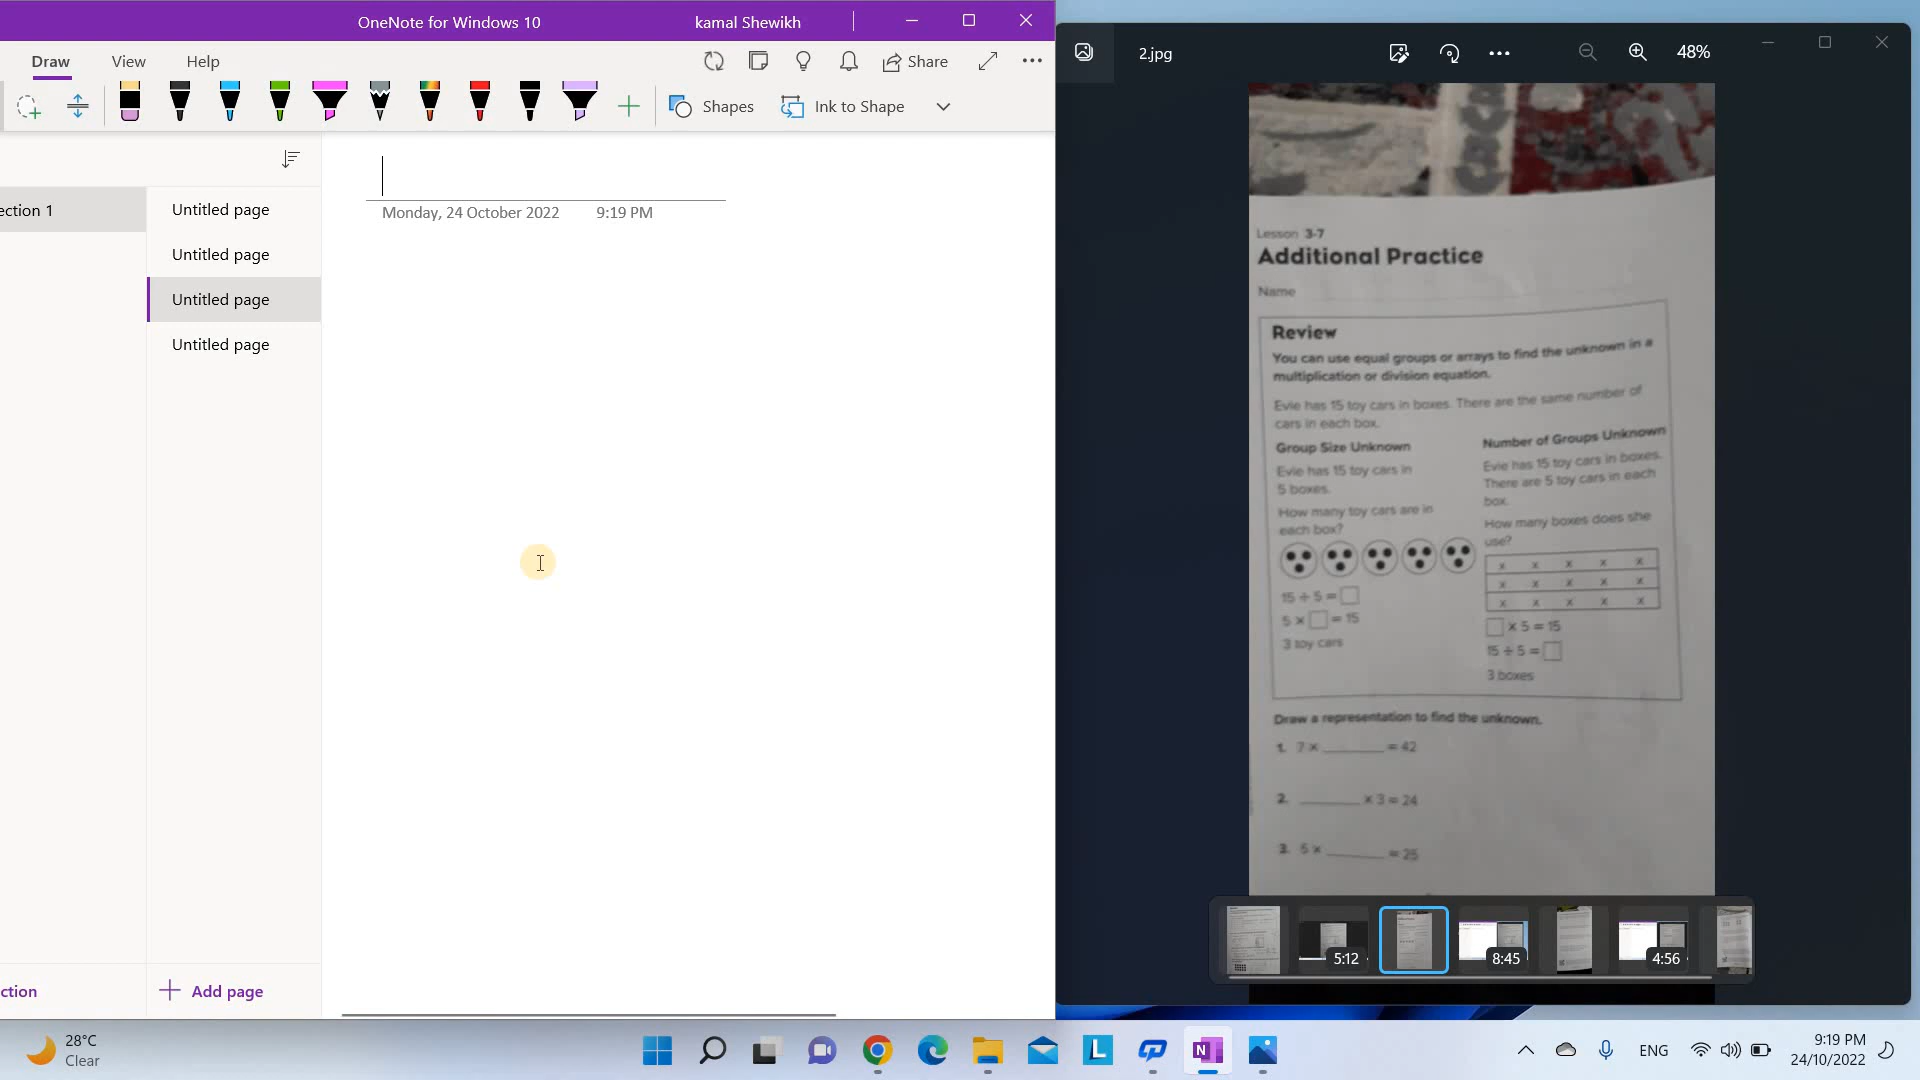 OneNote for Windows 10
kamal Shewikh
Draw
View
Help
Share
Shapes
Ink to Shape
ection 1
Untitled page
Untitled page
Untitled page
Untitled page
Monday, 24 October 2022
9:19 PM
ction
Add page
2.jpg
48%
Lesson 3-7
Additional Practice
Name
Review
You can use equal groups or arrays to find the unknown in a
multiplication or division equation.
Evie has 15 toy cars in boxes. There are the same number of
cars in each box.
Group Size Unknown
Evie has 15 toy cars in
5 boxes.
How many toy cars are in
each box?
15 ÷ 5 = □
5 × □ = 15
3 toy cars
Number of Groups Unknown
Evie has 15 toy cars in boxes.
There are 5 toy cars in each
box.
How many boxes does she
use?
x x x x x
x x x x x
x x x x x
□ × 5 = 15
15 ÷ 5 = □
3 boxes
Draw a representation to find the unknown.
1. 7 × ______ = 42
2. ______ × 3 = 24
3. 5 × ______ = 25
5:12
8:45
4:56
28°C
Clear
ENG
9:19 PM
24/10/2022